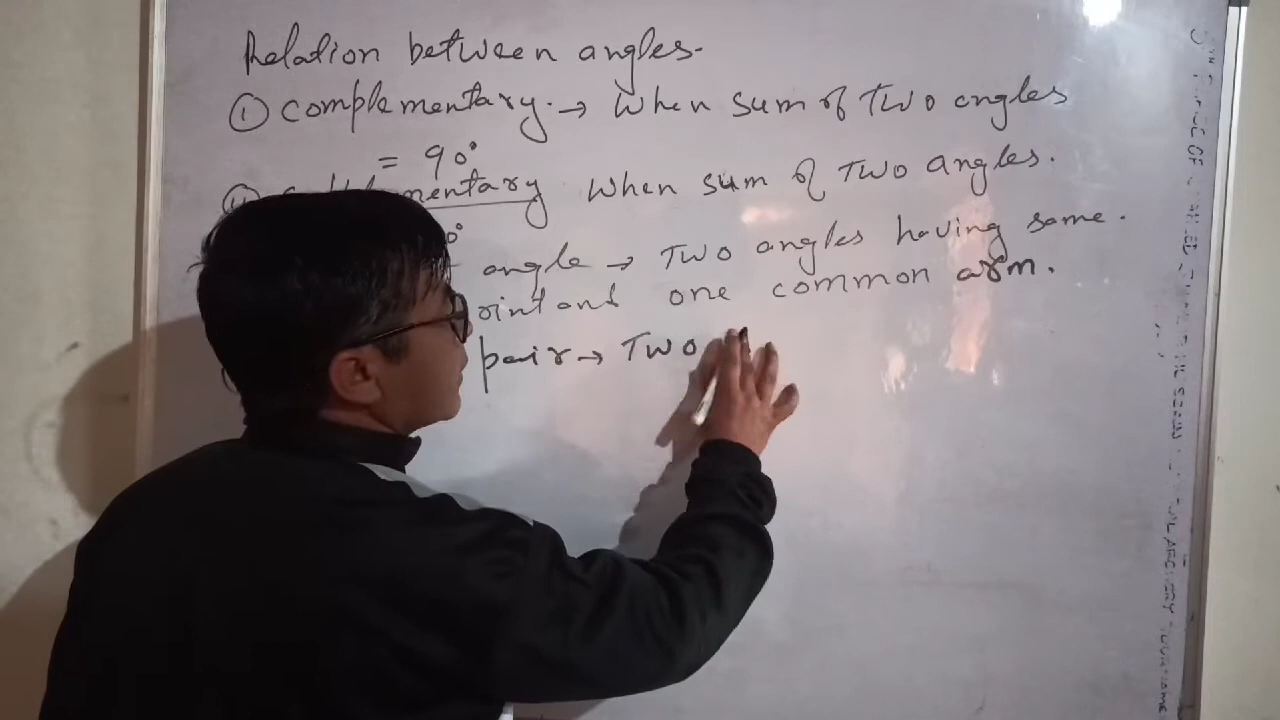 Relation between angles-
① Complementary. → When sum of Two angles
= 90°
mentary When sum of Two angles.
0°
angle → Two angles having same.
oint and one common arm.
pair → Two